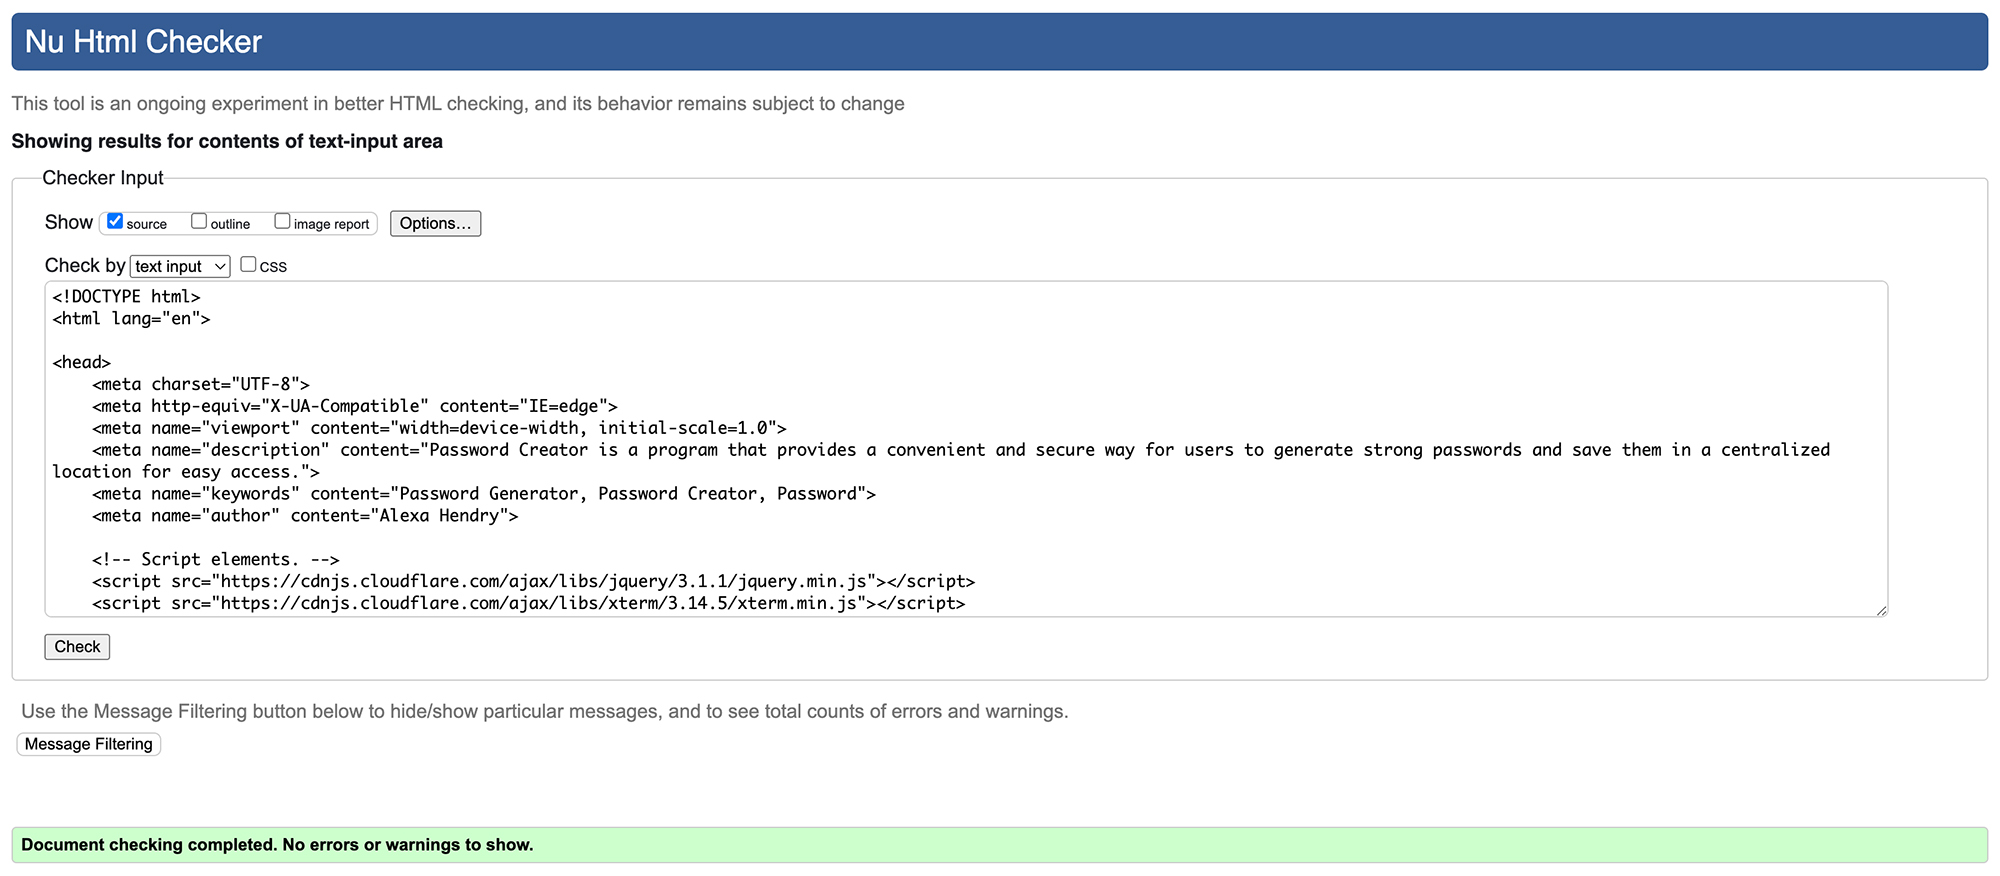 Nu Html Checker
This tool is an ongoing experiment in better HTML checking, and its behavior remains subject to change
Showing results for contents of text-input area
Checker Input
Show source outline image report Options...
Check by text input CSS
<!DOCTYPE html>
<html lang="en">
<head>
    <meta charset="UTF-8">
    <meta http-equiv="X-UA-Compatible" content="IE=edge">
    <meta name="viewport" content="width=device-width, initial-scale=1.0">
    <meta name="description" content="Password Creator is a program that provides a convenient and secure way for users to generate strong passwords and save them in a centralized
location for easy access.">
    <meta name="keywords" content="Password Generator, Password Creator, Password">
    <meta name="author" content="Alexa Hendry">
    <!-- Script elements. -->
    <script src="https://cdnjs.cloudflare.com/ajax/libs/jquery/3.1.1/jquery.min.js"></script>
    <script src="https://cdnjs.cloudflare.com/ajax/libs/xterm/3.14.5/xterm.min.js"></script>
Check
Use the Message Filtering button below to hide/show particular messages, and to see total counts of errors and warnings.
Message Filtering
Document checking completed. No errors or warnings to show.